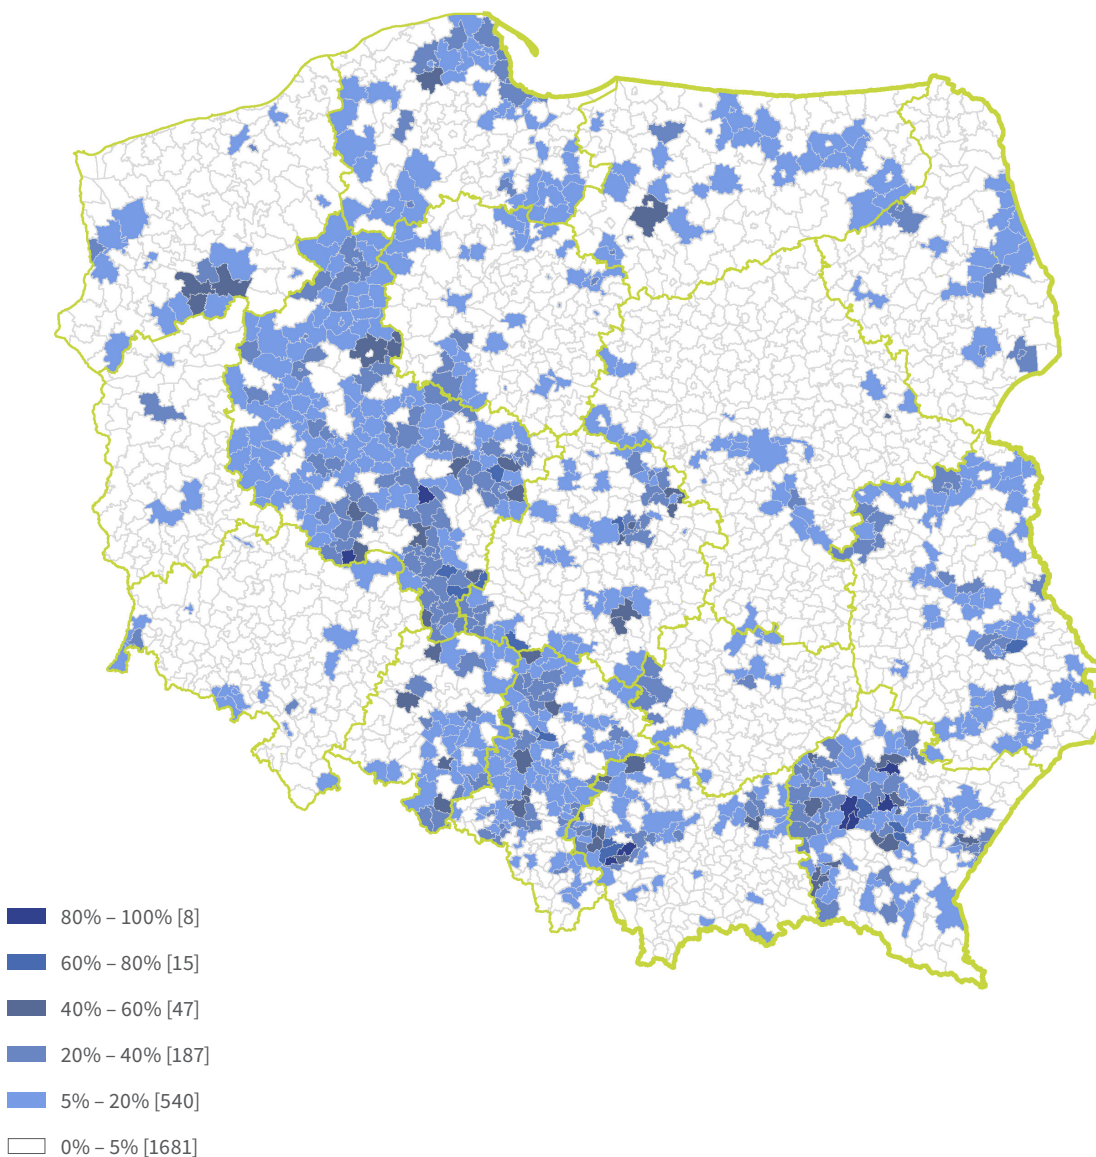 80% – 100% [8]
60% – 80% [15]
40% – 60% [47]
20% – 40% [187]
5% – 20% [540]
0% – 5% [1681]